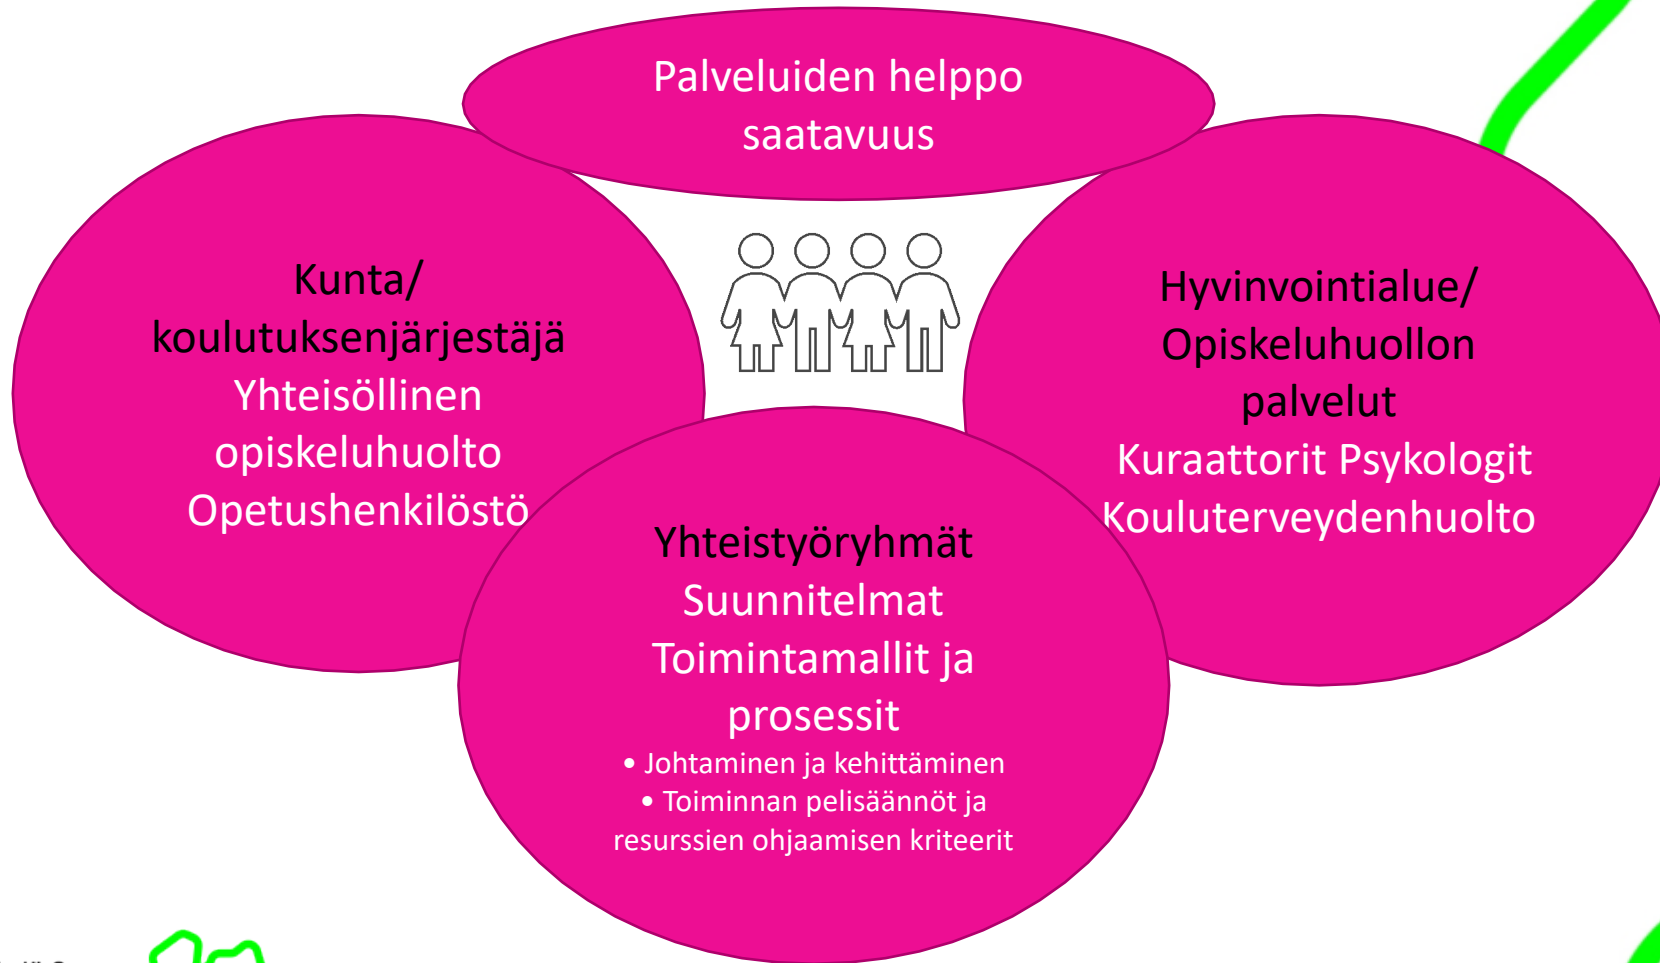 Palveluiden helppo
saatavuus
Kunta/
koulutuksenjärjestäjä
Yhteisöllinen
opiskeluhuolto
Opetushenkilöstö
Hyvinvointialue/
Opiskeluhuollon
palvelut
Kuraattorit Psykologit
Kouluterveydenhuolto
Yhteistyöryhmät
Suunnitelmat
Toimintamallit ja
prosessit
• Johtaminen ja kehittäminen
• Toiminnan pelisäännöt ja
resurssien ohjaamisen kriteerit